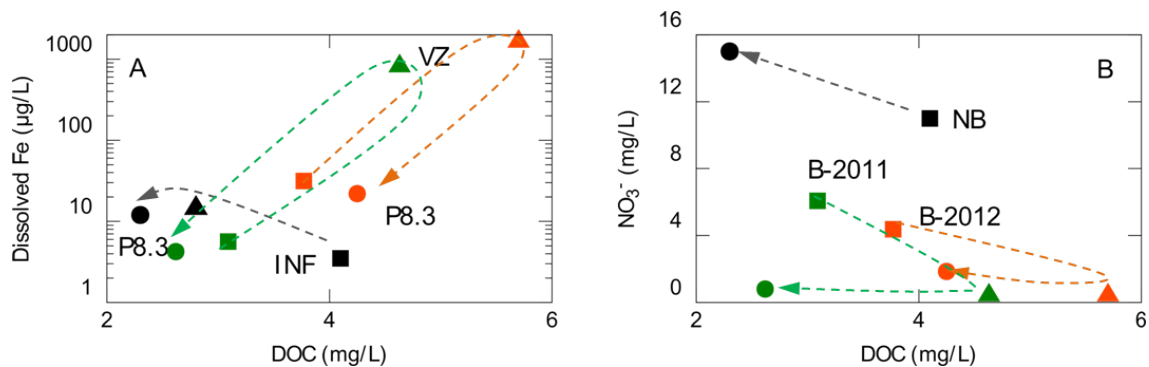 1000
100
10
1
Dissolved Fe (µg/L)
A
VZ
P8.3
P8.3
INF
2
4
6
DOC (mg/L)
16
12
8
4
0
NO3- (mg/L)
B
NB
B-2011
B-2012
2
4
6
DOC (mg/L)